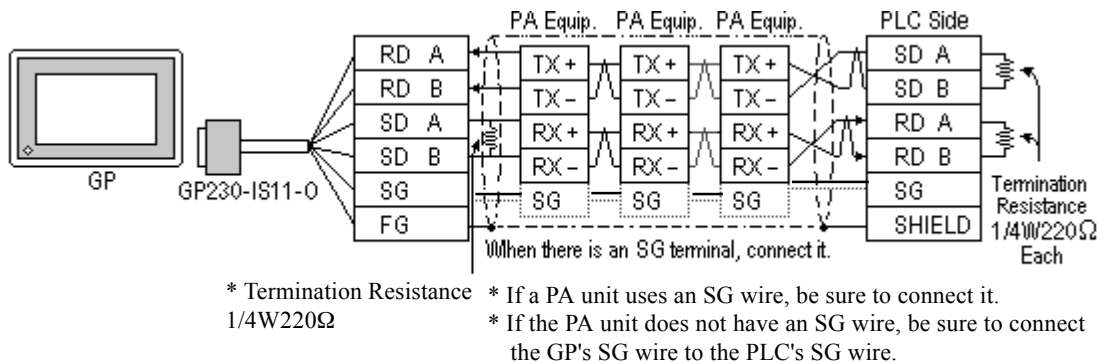 PA Equip. PA Equip. PA Equip. PLC Side
RD A TX+ TX+ TX+ SD A
RD B TX- TX- TX- SD B
SD A RX+ RX+ RX+ RD A
SD B RX- RX- RX- RD B
SG SG SG SG SG
FG SHIELD
GP
GP230-IS11-O
When there is an SG terminal, connect it.
Termination
Resistance
1/4W220Ω
Each
* Termination Resistance
1/4W220Ω
* If a PA unit uses an SG wire, be sure to connect it.
* If the PA unit does not have an SG wire, be sure to connect
the GP's SG wire to the PLC's SG wire.